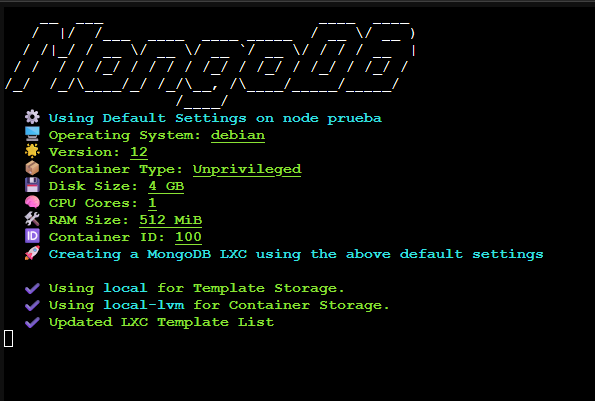 MongoDB
Using Default Settings on node prueba
Operating System: debian
Version: 12
Container Type: Unprivileged
Disk Size: 4 GB
CPU Cores: 1
RAM Size: 512 MiB
🆔 Container ID: 100
Creating a MongoDB LXC using the above default settings
Using local for Template Storage.
Using local-lvm for Container Storage.
Updated LXC Template List